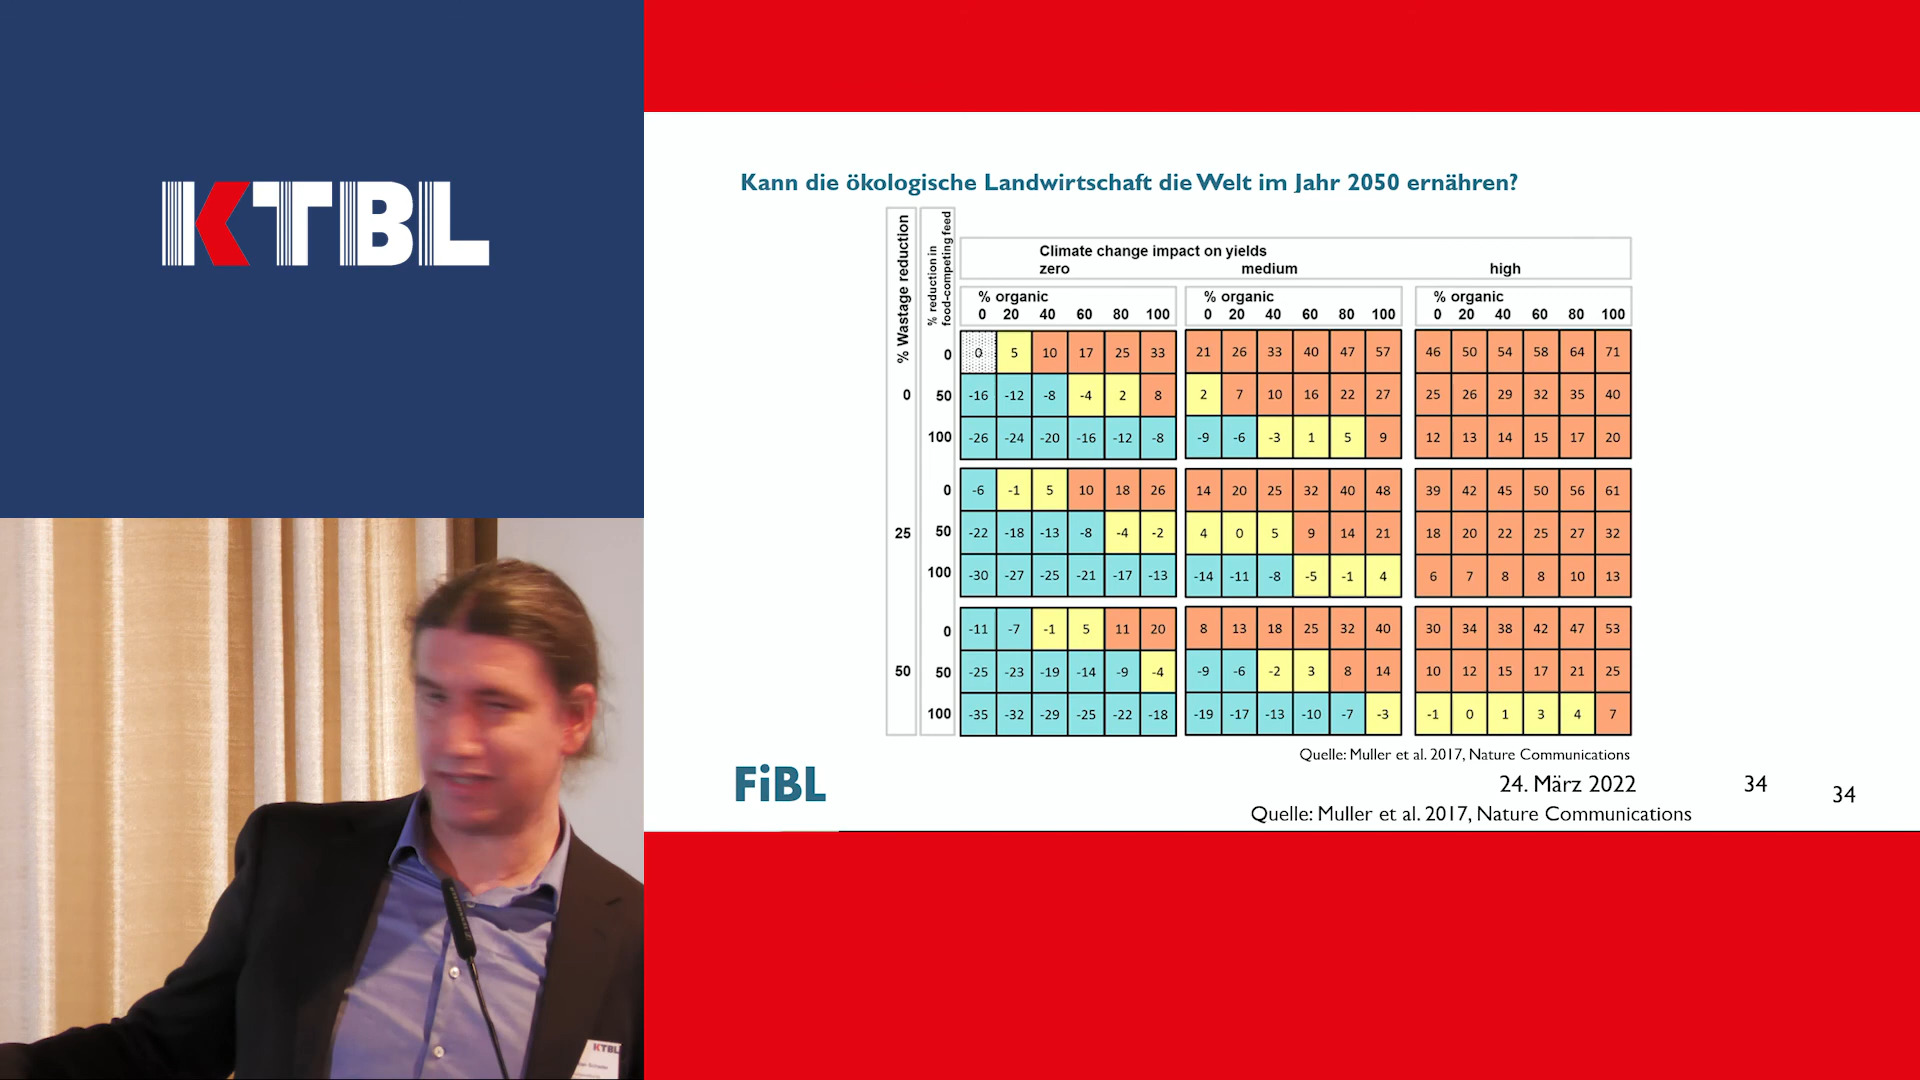 KTBL
Kann die ökologische Landwirtschaft die Welt im Jahr 2050 ernähren?
% Wastage reduction
% reduction in
food-competing feed
Climate change impact on yields
zero medium high
% organic % organic % organic
0 20 40 60 80 100 0 20 40 60 80 100 0 20 40 60 80 100
0 0 5 10 17 25 33 21 26 33 40 47 57 46 50 54 58 64 71
0 50 -16 -12 -8 -4 2 8 2 7 10 16 22 27 25 26 29 32 35 40
100 -26 -24 -20 -16 -12 -8 -9 -6 -3 1 5 9 12 13 14 15 17 20
0 -6 -1 5 10 18 26 14 20 25 32 40 48 39 42 45 50 56 61
25 50 -22 -18 -13 -8 -4 -2 4 0 5 9 14 21 18 20 22 25 27 32
100 -30 -27 -25 -21 -17 -13 -14 -11 -8 -5 -1 4 6 7 8 8 10 13
0 -11 -7 -1 5 11 20 8 13 18 25 32 40 30 34 38 42 47 53
50 50 -25 -23 -19 -14 -9 -4 -9 -6 -2 3 8 14 10 12 15 17 21 25
100 -35 -32 -29 -25 -22 -18 -19 -17 -13 -10 -7 -3 -1 0 1 3 4 7
Quelle: Muller et al. 2017, Nature Communications
FiBL
24. März 2022 34 34
Quelle: Muller et al. 2017, Nature Communications
KTBL